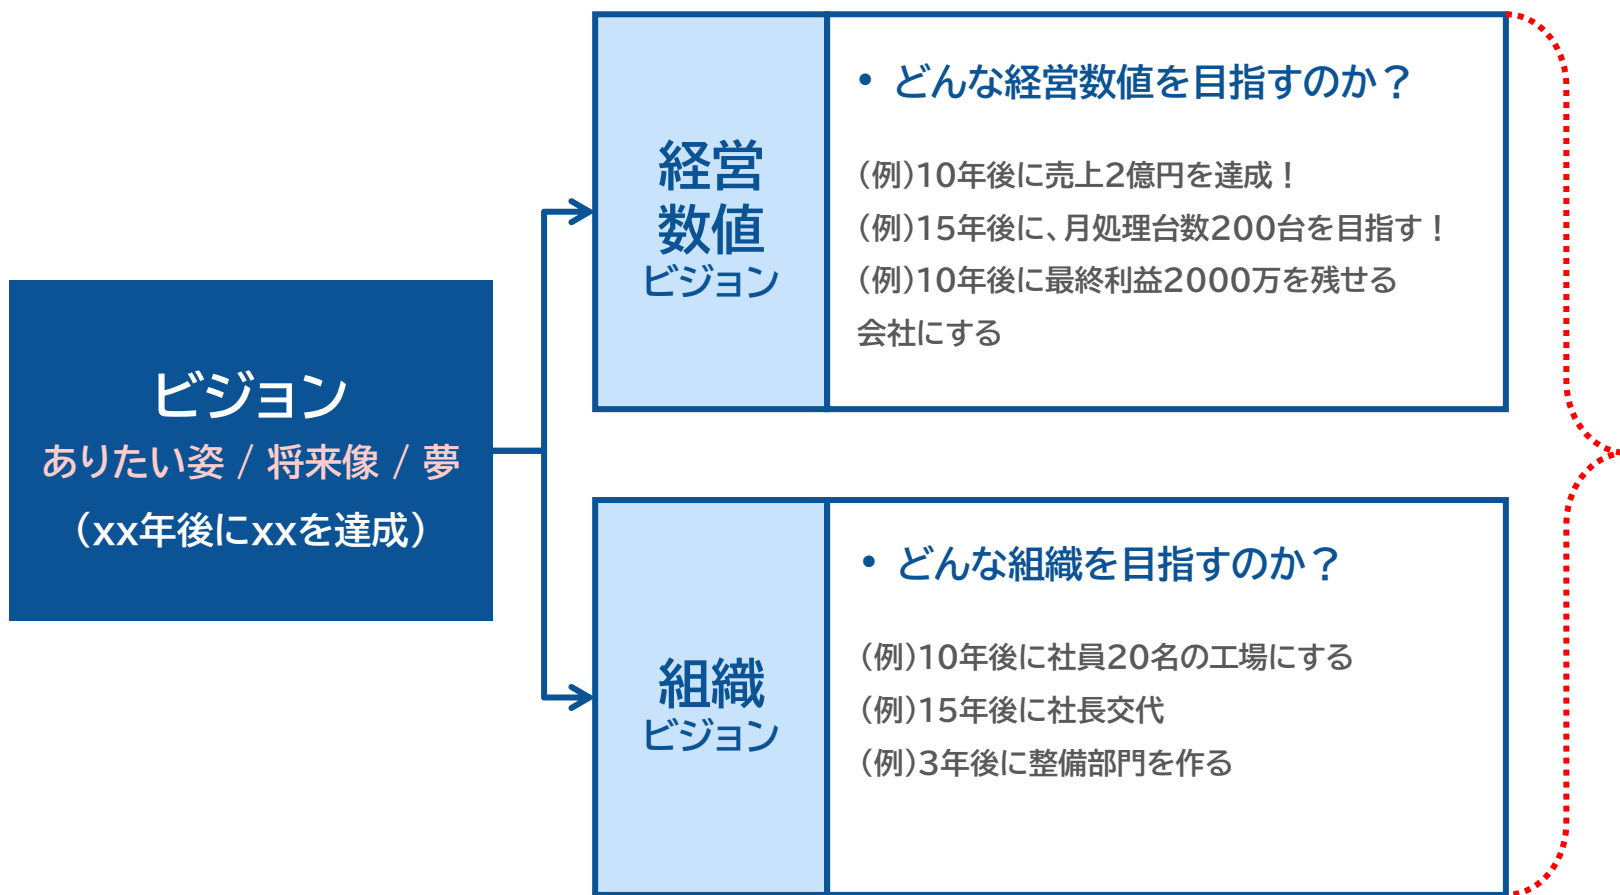 ビジョン
ありたい姿 / 将来像 / 夢
（xx年後にxxを達成）
経営
数値
ビジョン
• どんな経営数値を目指すのか？
（例）10年後に売上2億円を達成！
（例）15年後に、月処理台数200台を目指す！
（例）10年後に最終利益2000万を残せる
会社にする
組織
ビジョン
• どんな組織を目指すのか？
（例）10年後に社員20名の工場にする
（例）15年後に社長交代
（例）3年後に整備部門を作る